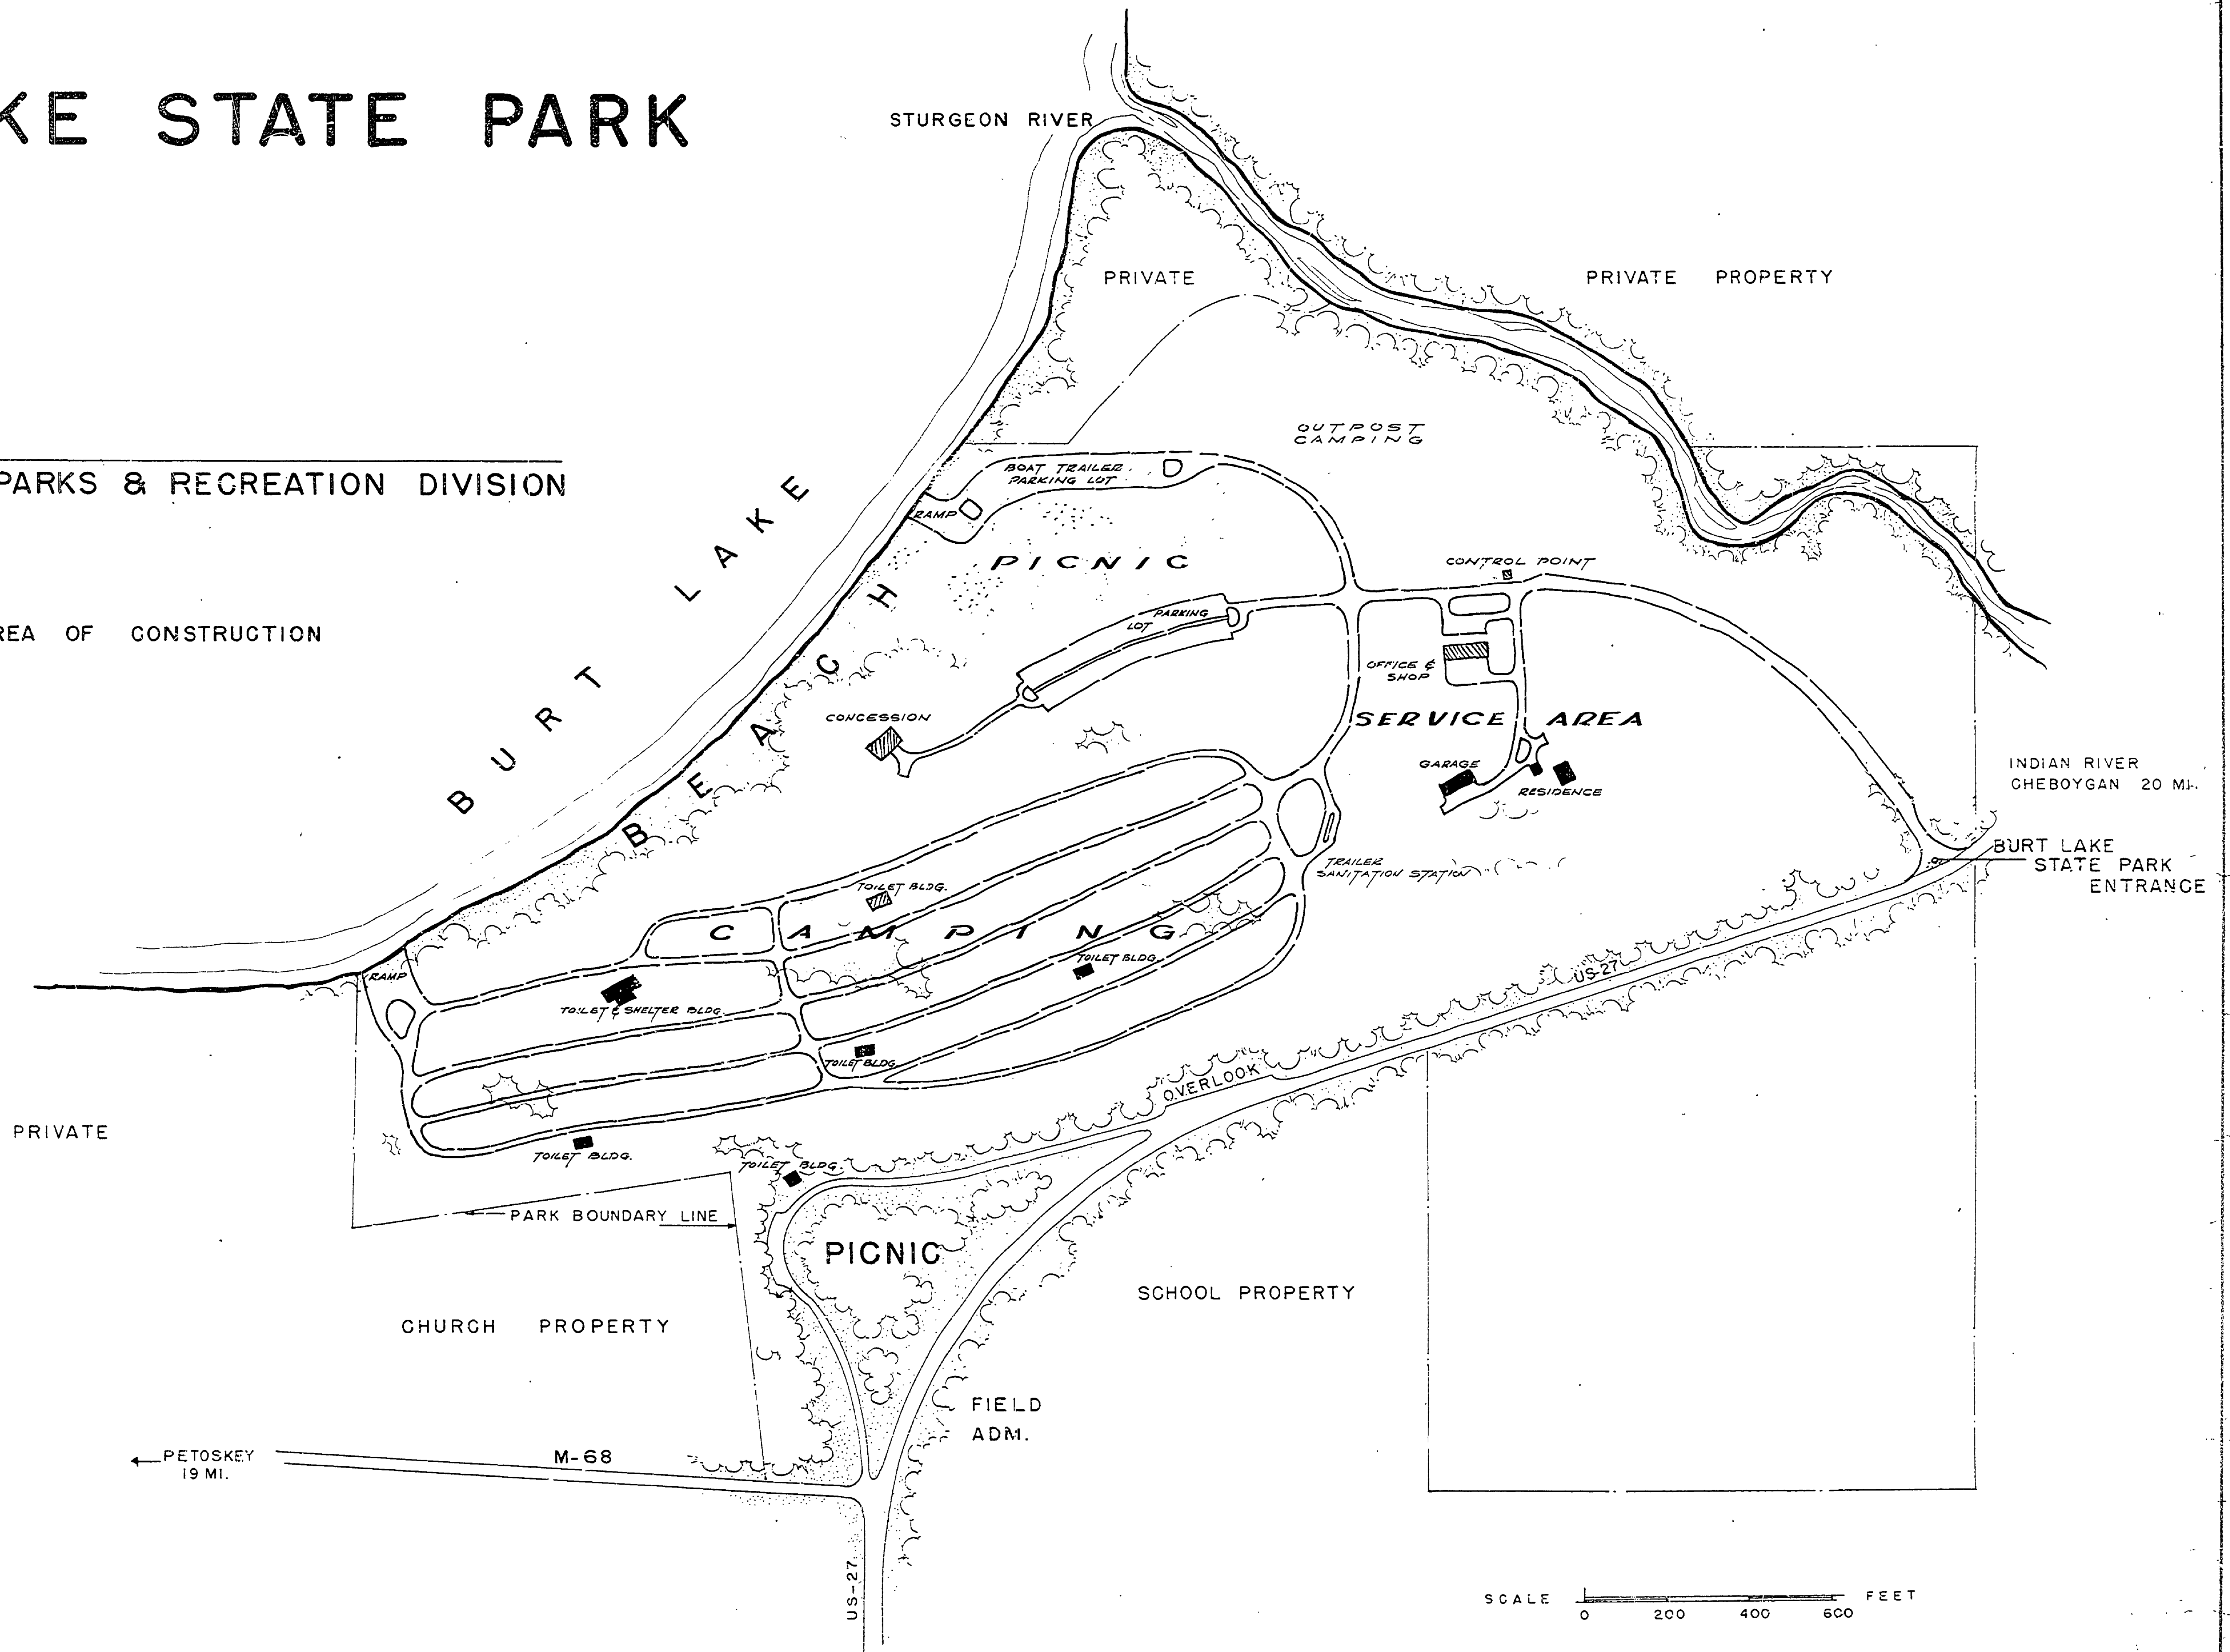 KE STATE PARK
STURGEON RIVER
PRIVATE
PRIVATE PROPERTY
OUTPOST
CAMPING
PARKS & RECREATION DIVISION
BOAT TRAILER
PARKING LOT
RAMP
BURT LAKE
BEACH
PICNIC
CONTROL POINT
REA OF CONSTRUCTION
PARKING
LOT
OFFICE &
SHOP
CONCESSION
SERVICE AREA
GARAGE
RESIDENCE
INDIAN RIVER
CHEBOYGAN 20 MI.
BURT LAKE
STATE PARK
ENTRANCE
TRAILER
SANITATION STATION
TOILET BLDG.
CAMPING
TOILET BLDG.
RAMP
TOILET & SHELTER BLDG.
US-27
TOILET BLDG.
OVERLOOK
PRIVATE
TOILET BLDG.
TOILET BLDG.
PARK BOUNDARY LINE
PICNIC
SCHOOL PROPERTY
CHURCH PROPERTY
FIELD
ADM.
PETOSKEY
19 MI.
M-68
US-27
SCALE 0 200 400 600 FEET